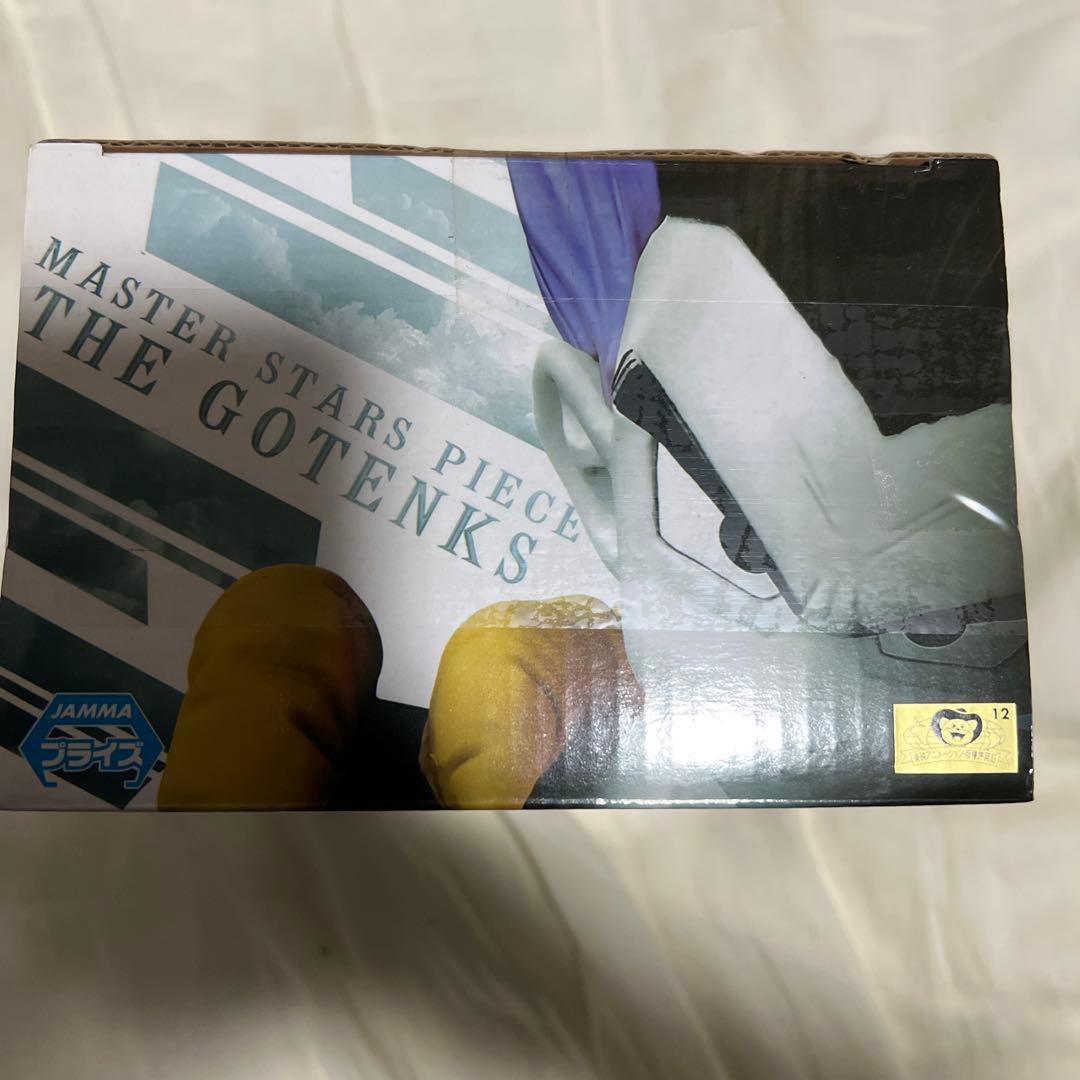 MASTER STARS PIECE
THE GOTENKS
JAMMA
プライズ
12